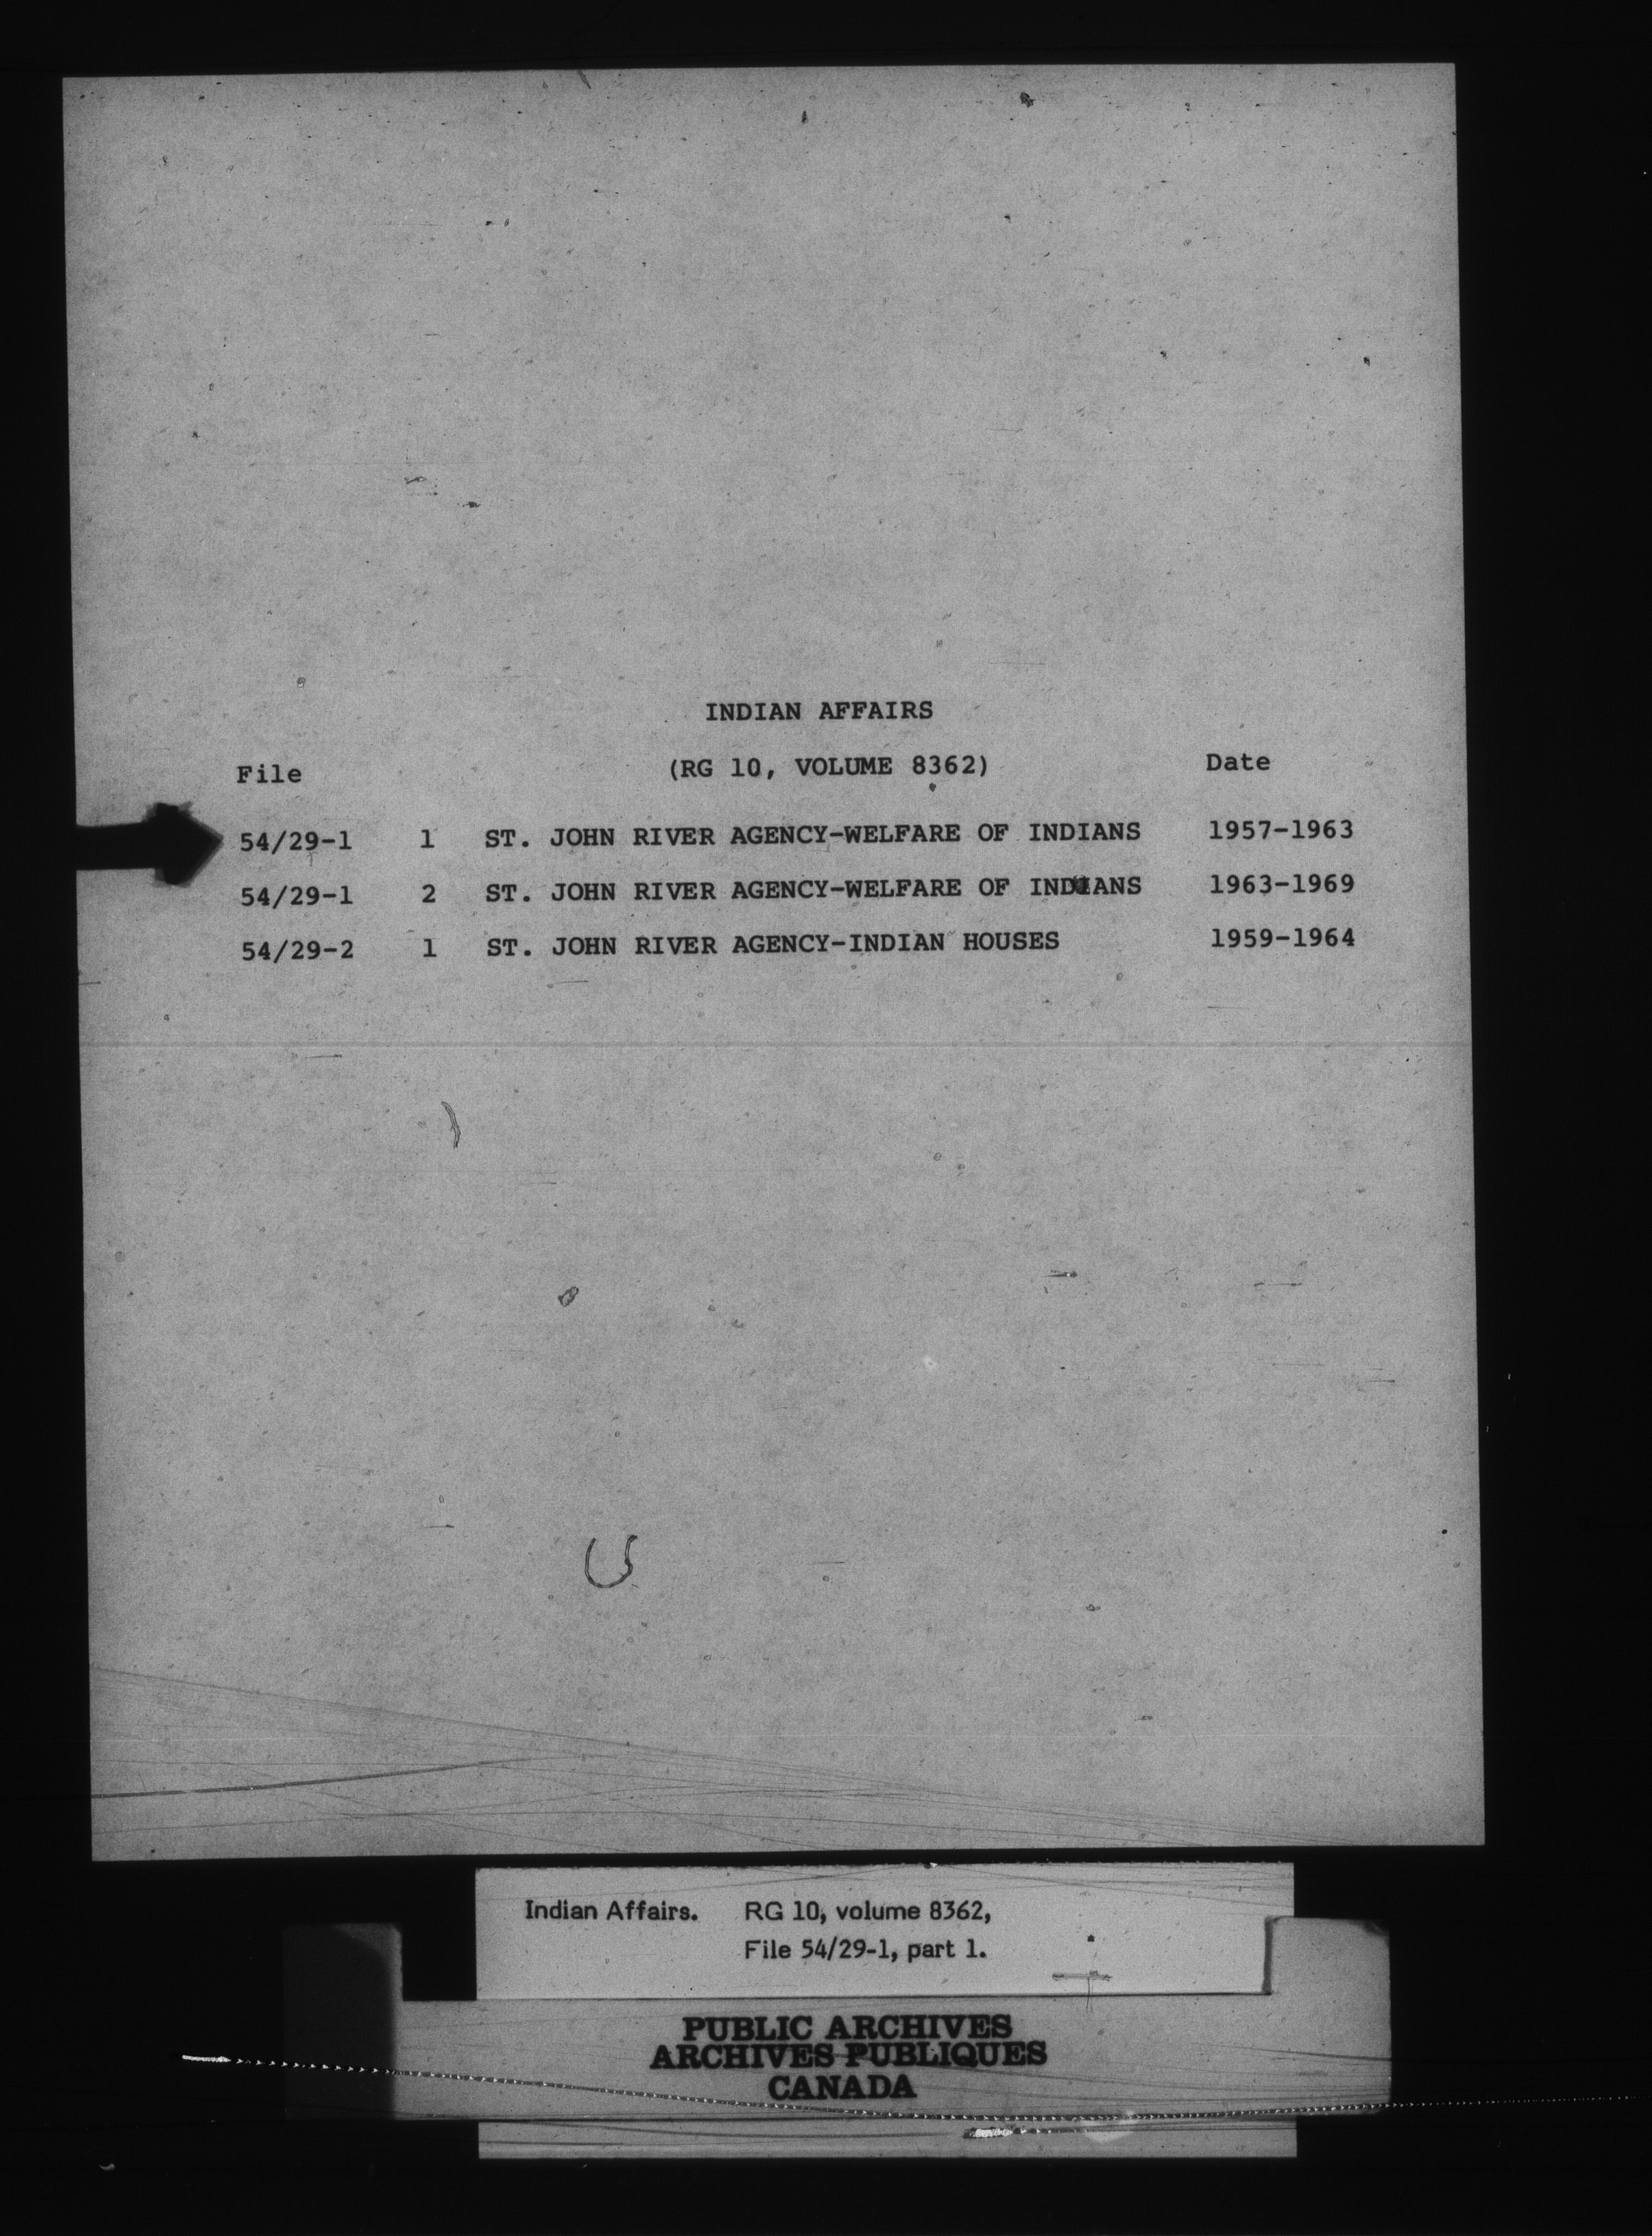 INDIAN AFFAIRS
File (RG 10, VOLUME 8362) Date
54/29-1 1 ST. JOHN RIVER AGENCY-WELFARE OF INDIANS 1957-1963
54/29-1 2 ST. JOHN RIVER AGENCY-WELFARE OF INDIANS 1963-1969
54/29-2 1 ST. JOHN RIVER AGENCY-INDIAN HOUSES 1959-1964
Indian Affairs. RG 10, volume 8362,
File 54/29-1, part 1.
PUBLIC ARCHIVES
ARCHIVES PUBLIQUES
CANADA